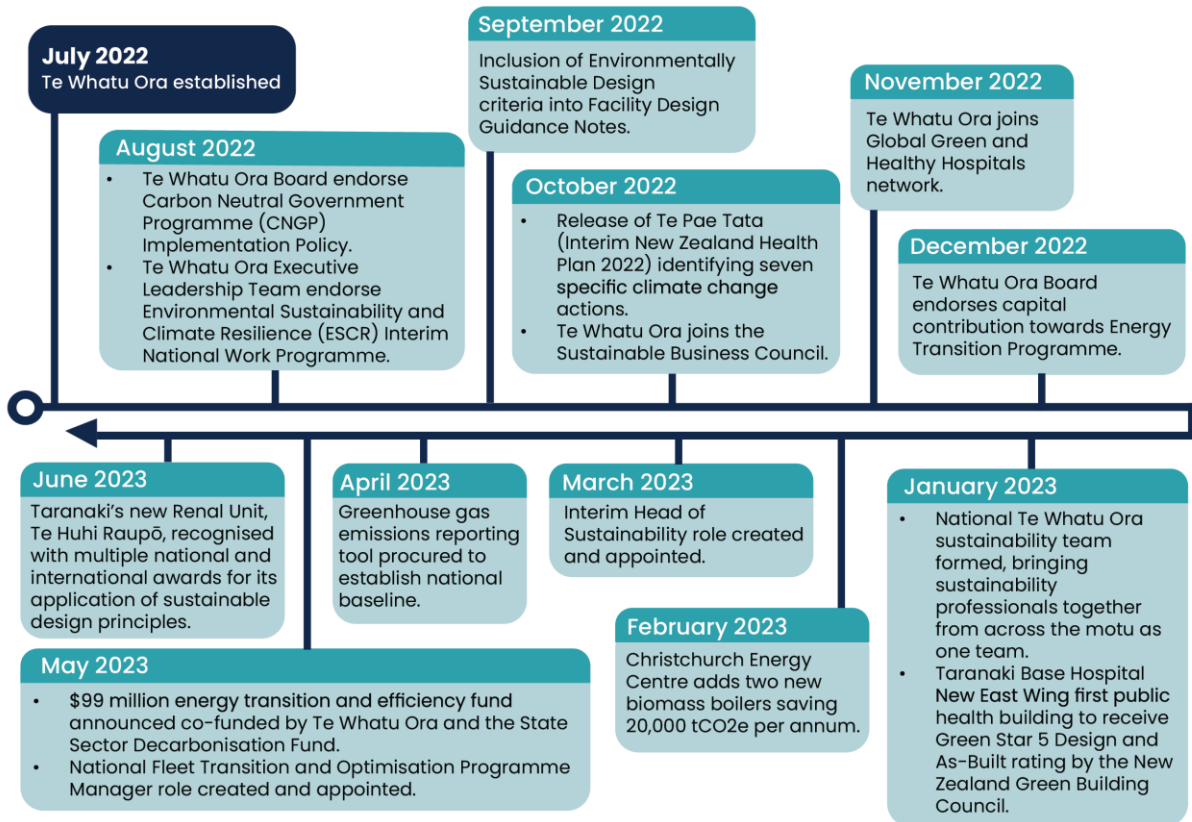 July 2022
Te Whatu Ora established
August 2022
• Te Whatu Ora Board endorse
Carbon Neutral Government
Programme (CNGP)
Implementation Policy.
• Te Whatu Ora Executive
Leadership Team endorse
Environmental Sustainability and
Climate Resilience (ESCR) Interim
National Work Programme.
September 2022
Inclusion of Environmentally
Sustainable Design
criteria into Facility Design
Guidance Notes.
October 2022
• Release of Te Pae Tata
(Interim New Zealand Health
Plan 2022) identifying seven
specific climate change
actions.
• Te Whatu Ora joins the
Sustainable Business Council.
November 2022
Te Whatu Ora joins
Global Green and
Healthy Hospitals
network.
December 2022
Te Whatu Ora Board
endorses capital
contribution towards Energy
Transition Programme.
January 2023
• National Te Whatu Ora
sustainability team
formed, bringing
sustainability
professionals together
from across the motu as
one team.
• Taranaki Base Hospital
New East Wing first public
health building to receive
Green Star 5 Design and
As-Built rating by the New
Zealand Green Building
Council.
February 2023
Christchurch Energy
Centre adds two new
biomass boilers saving
20,000 tCO2e per annum.
March 2023
Interim Head of
Sustainability role created
and appointed.
April 2023
Greenhouse gas
emissions reporting
tool procured to
establish national
baseline.
May 2023
• $99 million energy transition and efficiency fund
announced co-funded by Te Whatu Ora and the State
Sector Decarbonisation Fund.
• National Fleet Transition and Optimisation Programme
Manager role created and appointed.
June 2023
Taranaki’s new Renal Unit,
Te Huhi Raupō, recognised
with multiple national and
international awards for its
application of sustainable
design principles.